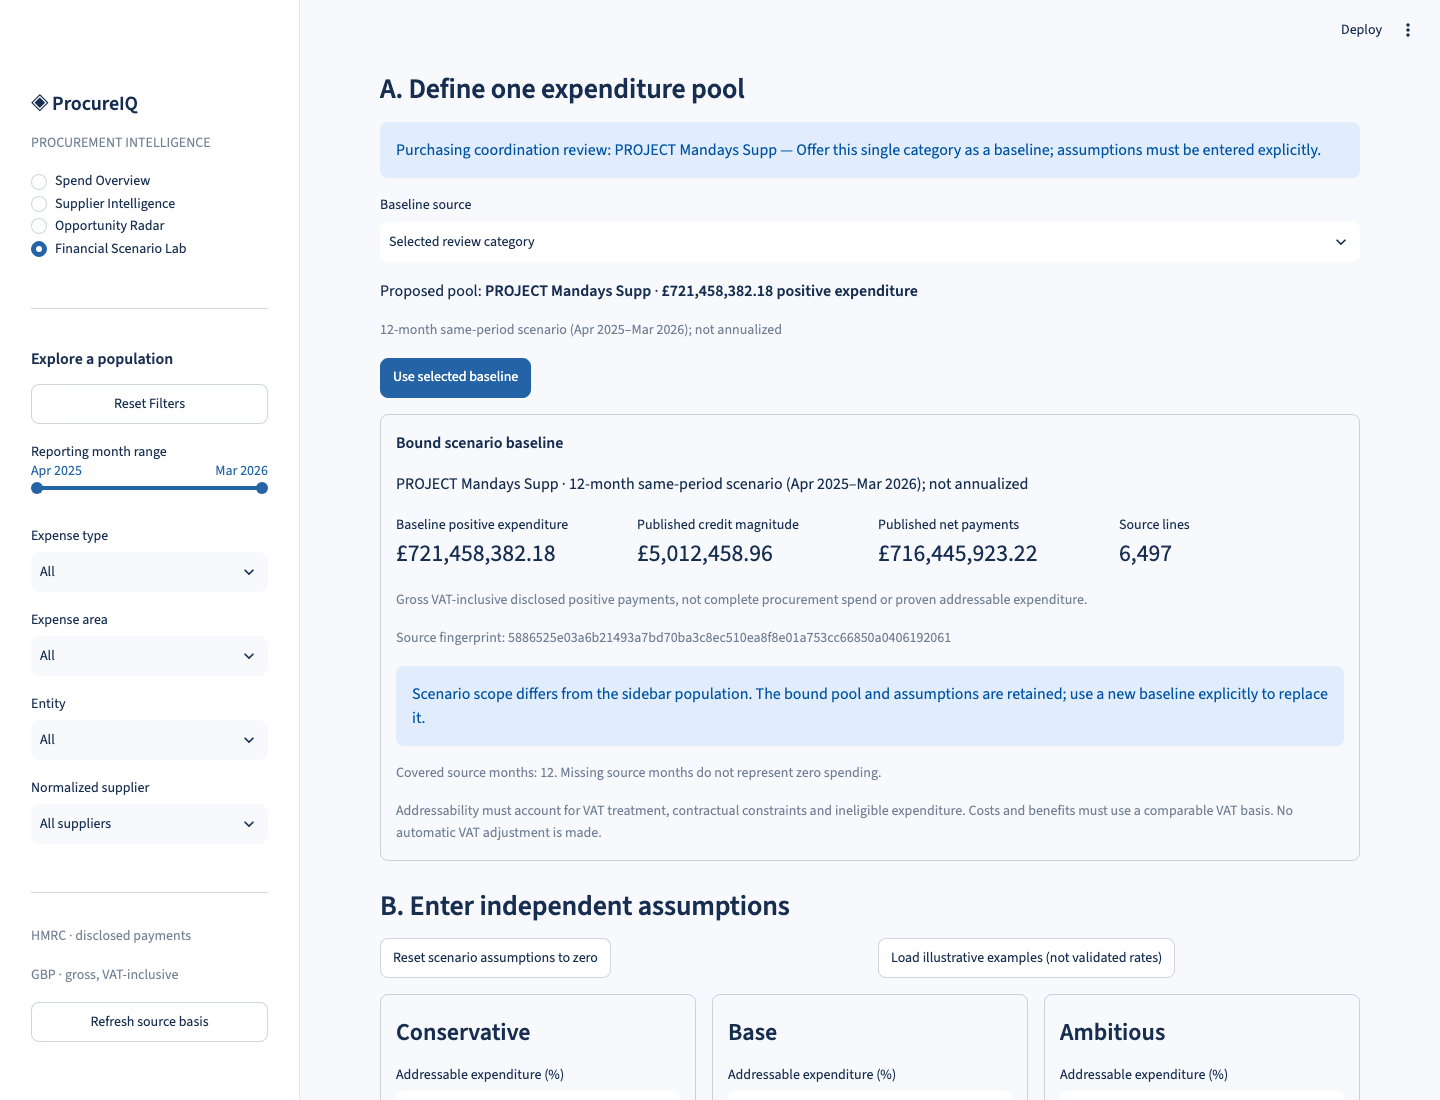 Deploy
ProcureIQ
PROCUREMENT INTELLIGENCE
Spend Overview
Supplier Intelligence
Opportunity Radar
Financial Scenario Lab
Explore a population
Reset Filters
Reporting month range
Apr 2025 Mar 2026
Expense type
All
Expense area
All
Entity
All
Normalized supplier
All suppliers
HMRC · disclosed payments
GBP · gross, VAT-inclusive
Refresh source basis
A. Define one expenditure pool
Purchasing coordination review: PROJECT Mandays Supp — Offer this single category as a baseline; assumptions must be entered explicitly.
Baseline source
Selected review category
Proposed pool: PROJECT Mandays Supp · £721,458,382.18 positive expenditure
12-month same-period scenario (Apr 2025–Mar 2026); not annualized
Use selected baseline
Bound scenario baseline
PROJECT Mandays Supp · 12-month same-period scenario (Apr 2025–Mar 2026); not annualized
Baseline positive expenditure Published credit magnitude Published net payments Source lines
£721,458,382.18 £5,012,458.96 £716,445,923.22 6,497
Gross VAT-inclusive disclosed positive payments, not complete procurement spend or proven addressable expenditure.
Source fingerprint: 5886525e03a6b21493a7bd70ba3c8ec510ea8f8e01a753cc66850a0406192061
Scenario scope differs from the sidebar population. The bound pool and assumptions are retained; use a new baseline explicitly to replace
it.
Covered source months: 12. Missing source months do not represent zero spending.
Addressability must account for VAT treatment, contractual constraints and ineligible expenditure. Costs and benefits must use a comparable VAT basis. No
automatic VAT adjustment is made.
B. Enter independent assumptions
Reset scenario assumptions to zero Load illustrative examples (not validated rates)
Conservative Base Ambitious
Addressable expenditure (%) Addressable expenditure (%) Addressable expenditure (%)